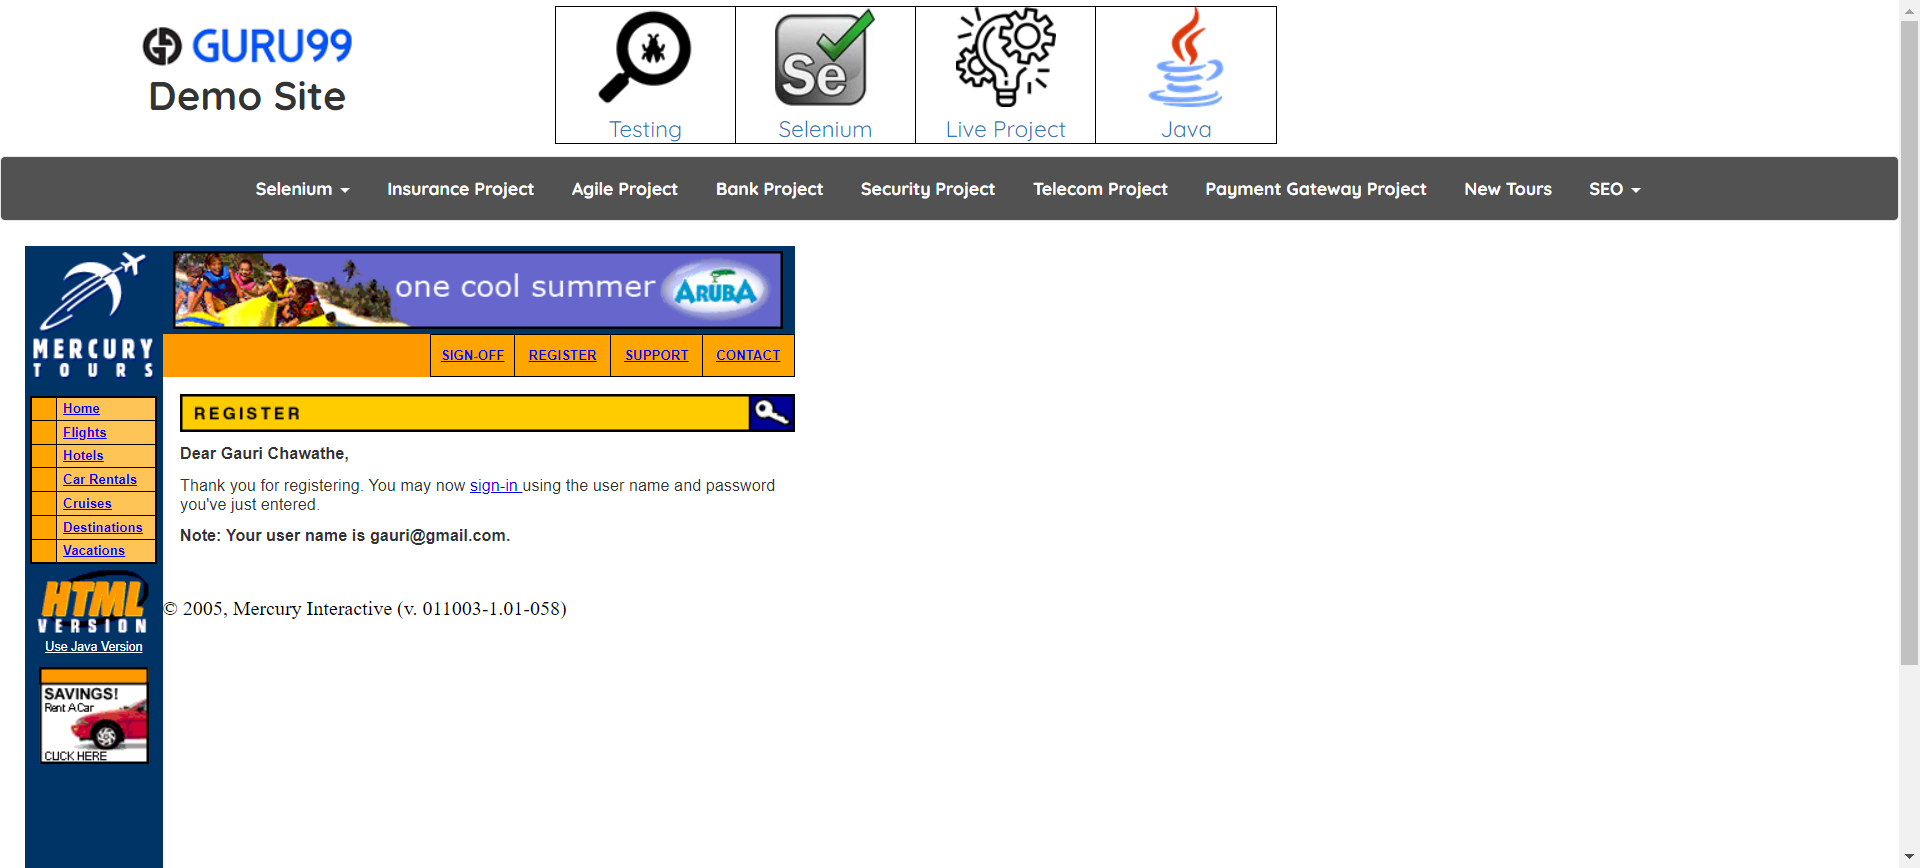 GURU99
Demo Site
Testing
Selenium
Se
Live Project
Java
Selenium
Insurance Project
Agile Project
Bank Project
Security Project
Telecom Project
Payment Gateway Project
New Tours
SEO
MERCURY
TOURS
one cool summer
ARUBA
SIGN-OFF
REGISTER
SUPPORT
CONTACT
Home
Flights
Hotels
Car Rentals
Cruises
Destinations
Vacations
HTML
VERSION
Use Java Version
SAVINGS!
Rent A Car
CLICK HERE
REGISTER
Dear Gauri Chawathe,
Thank you for registering. You may now sign-in using the user name and password
you've just entered.
Note: Your user name is gauri@gmail.com.
© 2005, Mercury Interactive (v. 011003-1.01-058)